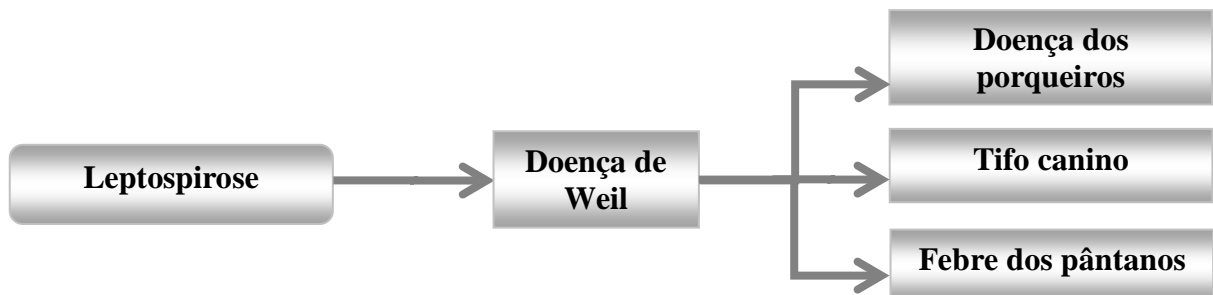 Leptospirose
Doença de
Weil
Doença dos
porqueiros
Tifo canino
Febre dos pântanos